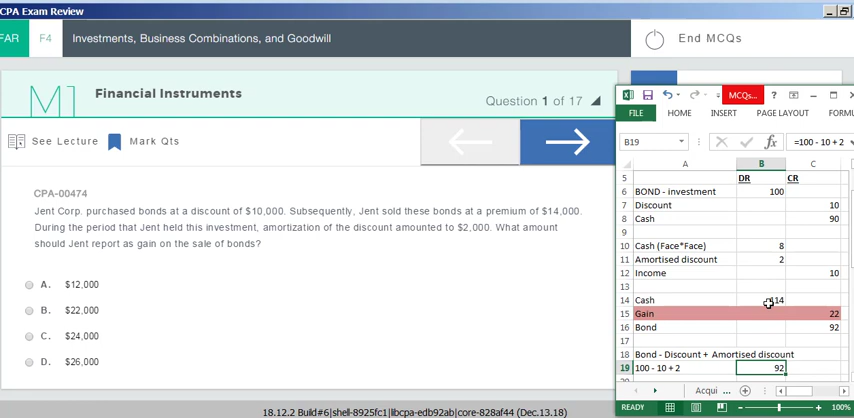 CPA Exam Review
FAR F4 Investments, Business Combinations, and Goodwill End MCQs
M1 Financial Instruments
Question 1 of 17
See Lecture Mark Qts
CPA-00474
Jent Corp. purchased bonds at a discount of $10,000. Subsequently, Jent sold these bonds at a premium of $14,000.
During the period that Jent held this investment, amortization of the discount amounted to $2,000. What amount
should Jent report as gain on the sale of bonds?
A. $12,000
B. $22,000
C. $24,000
D. $26,000
18.12.2 Build#6|shell-8925fc1|libcpa-edb92ab|core-828af44 (Dec.13.18)
MCQs... ?
FILE HOME INSERT PAGE LAYOUT FORMU
B19 fx =100 - 10 + 2
A B C
5 DR CR
6 BOND - investment 100
7 Discount 10
8 Cash 90
9
10 Cash (Face*Face) 8
11 Amortised discount 2
12 Income 10
13
14 Cash 114
15 Gain 22
16 Bond 92
17
18 Bond - Discount + Amortised discount
19 100 - 10 + 2 92
Acqui ...
READY 100%